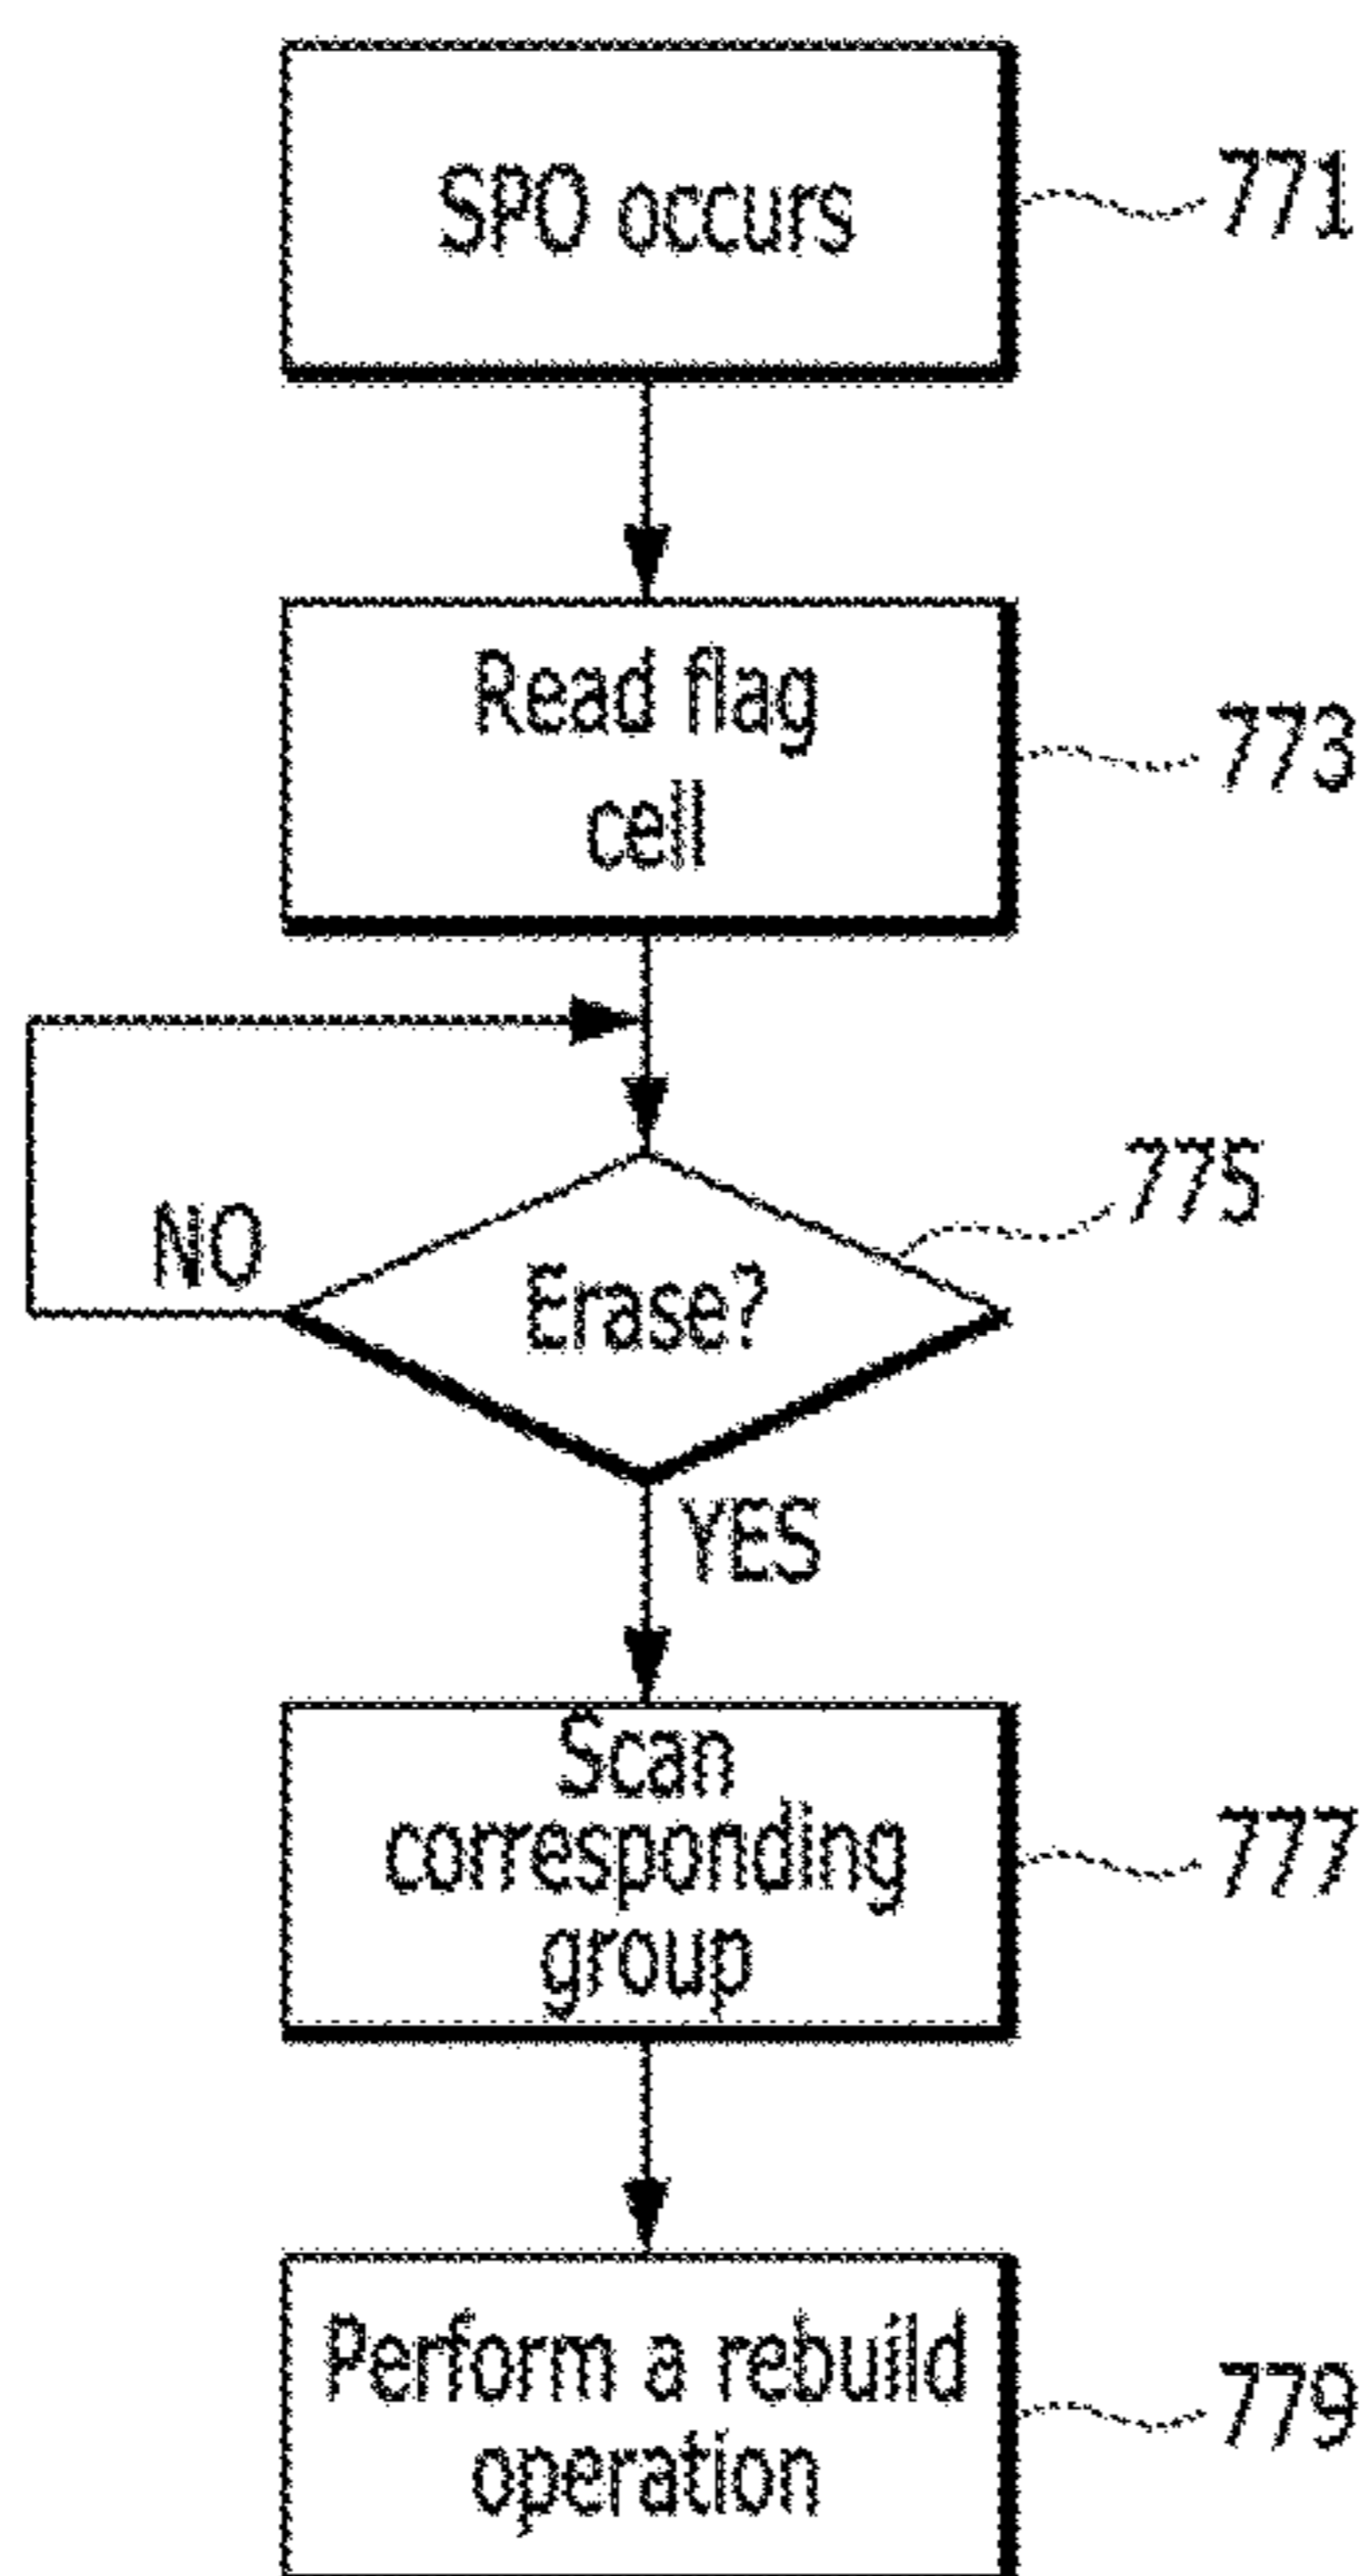 SPO occurs
771
Read flag
cell
773
775
NO
Erase?
YES
Scan
corresponding
group
777
Perform a rebuild
operation
779